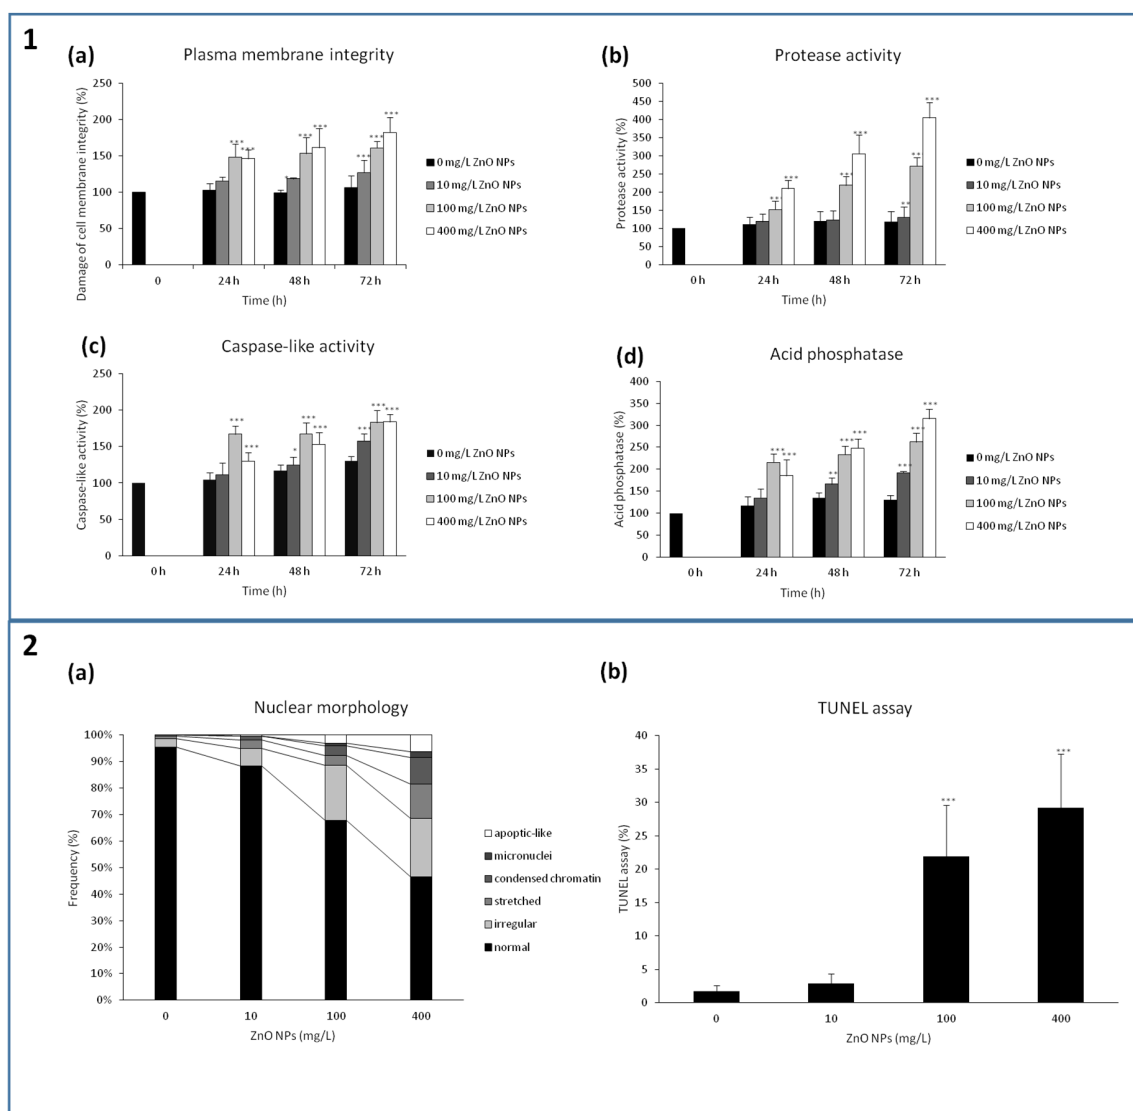 1
(a)
Plasma membrane integrity
Damage of cell membrane integrity (%)
250
200
150
100
50
0
***
***
*
***
***
***
***
***
0
24 h
48 h
72 h
Time (h)
0 mg/L ZnO NPs
10 mg/L ZnO NPs
100 mg/L ZnO NPs
400 mg/L ZnO NPs
(b)
Protease activity
Protease activity (%)
500
450
400
350
300
250
200
150
100
50
0
***
***
***
***
**
**
***
0 h
24 h
48 h
72 h
Time (h)
0 mg/L ZnO NPs
10 mg/L ZnO NPs
100 mg/L ZnO NPs
400 mg/L ZnO NPs
(c)
Caspase-like activity
Caspase-like activity (%)
250
200
150
100
50
0
***
***
*
***
***
***
***
***
0 h
24 h
48 h
72 h
Time (h)
0 mg/L ZnO NPs
10 mg/L ZnO NPs
100 mg/L ZnO NPs
400 mg/L ZnO NPs
(d)
Acid phosphatase
Acid phosphatase (%)
400
350
300
250
200
150
100
50
0
***
***
**
***
***
***
***
***
0 h
24 h
48 h
72 h
Time (h)
0 mg/L ZnO NPs
10 mg/L ZnO NPs
100 mg/L ZnO NPs
400 mg/L ZnO NPs
2
(a)
Nuclear morphology
Frequency (%)
100%
90%
80%
70%
60%
50%
40%
30%
20%
10%
0%
0
10
100
400
ZnO NPs (mg/L)
apoptic-like
micronuclei
condensed chromatin
stretched
irregular
normal
(b)
TUNEL assay
TUNEL assay (%)
40
35
30
25
20
15
10
5
0
***
***
0
10
100
400
ZnO NPs (mg/L)